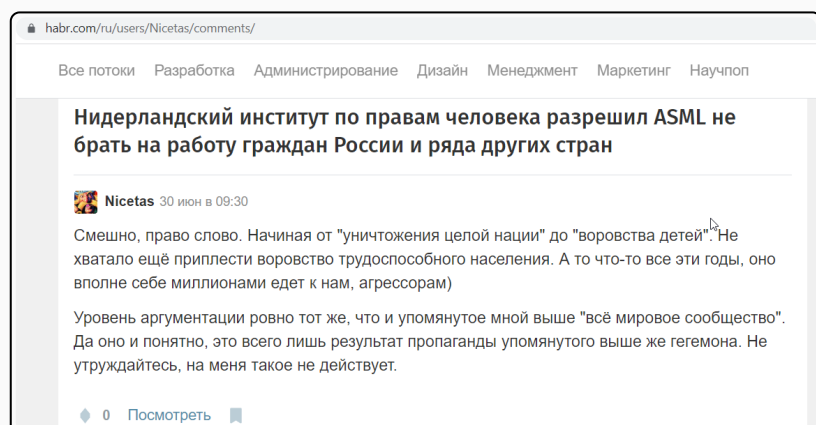 habr.com/ru/users/Nicetas/comments/
Все потоки Разработка Администрирование Дизайн Менеджмент Маркетинг Научпоп
Нидерландский институт по правам человека разрешил ASML не
брать на работу граждан России и ряда других стран
Nicetas 30 июн в 09:30
Смешно, право слово. Начиная от "уничтожения целой нации" до "воровства детей". Не
хватало ещё приплести воровство трудоспособного населения. А то что-то все эти годы, оно
вполне себе миллионами едет к нам, агрессорам)
Уровень аргументации ровно тот же, что и упомянутое мной выше "всё мировое сообщество".
Да оно и понятно, это всего лишь результат пропаганды упомянутого выше же гегемона. Не
утруждайтесь, на меня такое не действует.
0 Посмотреть